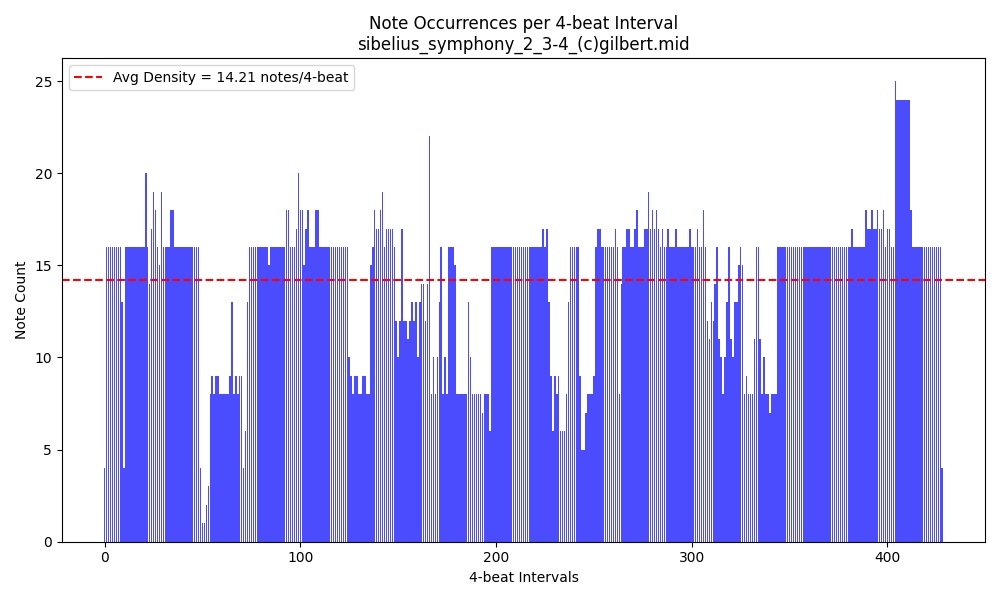 Note Occurrences per 4-beat Interval
sibelius_symphony_2_3-4_(c)gilbert.mid
Avg Density = 14.21 notes/4-beat
Note Count
25
20
15
10
5
0
0 100 200 300 400
4-beat Intervals